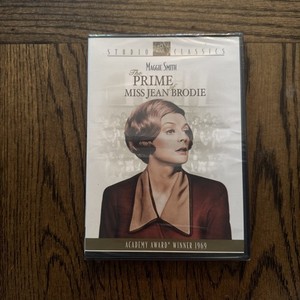 STUDIO CLASSICS
MAGGIE SMITH
The
PRIME of
MISS JEAN BRODIE
ACADEMY AWARD® WINNER 1969